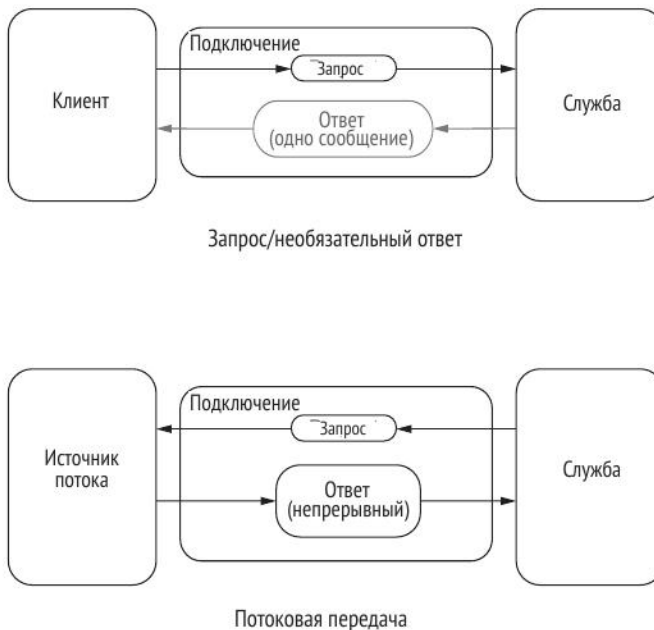 Подключение
Запрос
Клиент
Служба
Ответ
(одно сообщение)
Запрос/необязательный ответ
Подключение
Запрос
Источник
потока
Служба
Ответ
(непрерывный)
Потоковая передача